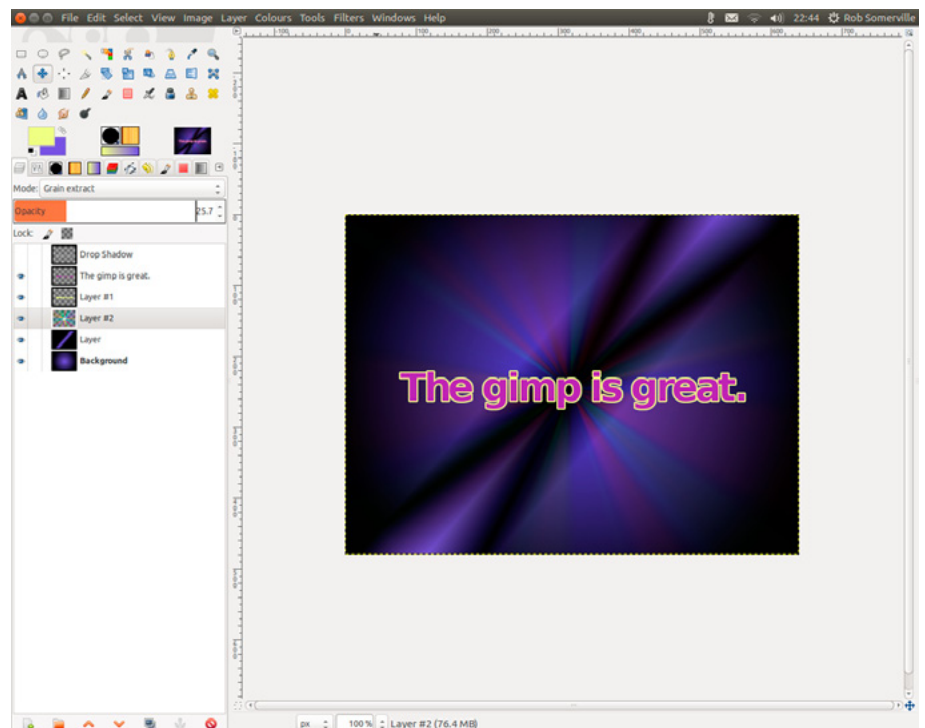 File Edit Select View Image Layer Colours Tools Filters Windows Help 22:44 Rob Somerville
Mode: Grain extract
Opacity 25.7
Lock:
Drop Shadow
The gimp is great.
Layer #1
Layer #2
Layer
Background
The gimp is great.
px 100 % Layer #2 (76.4 MB)